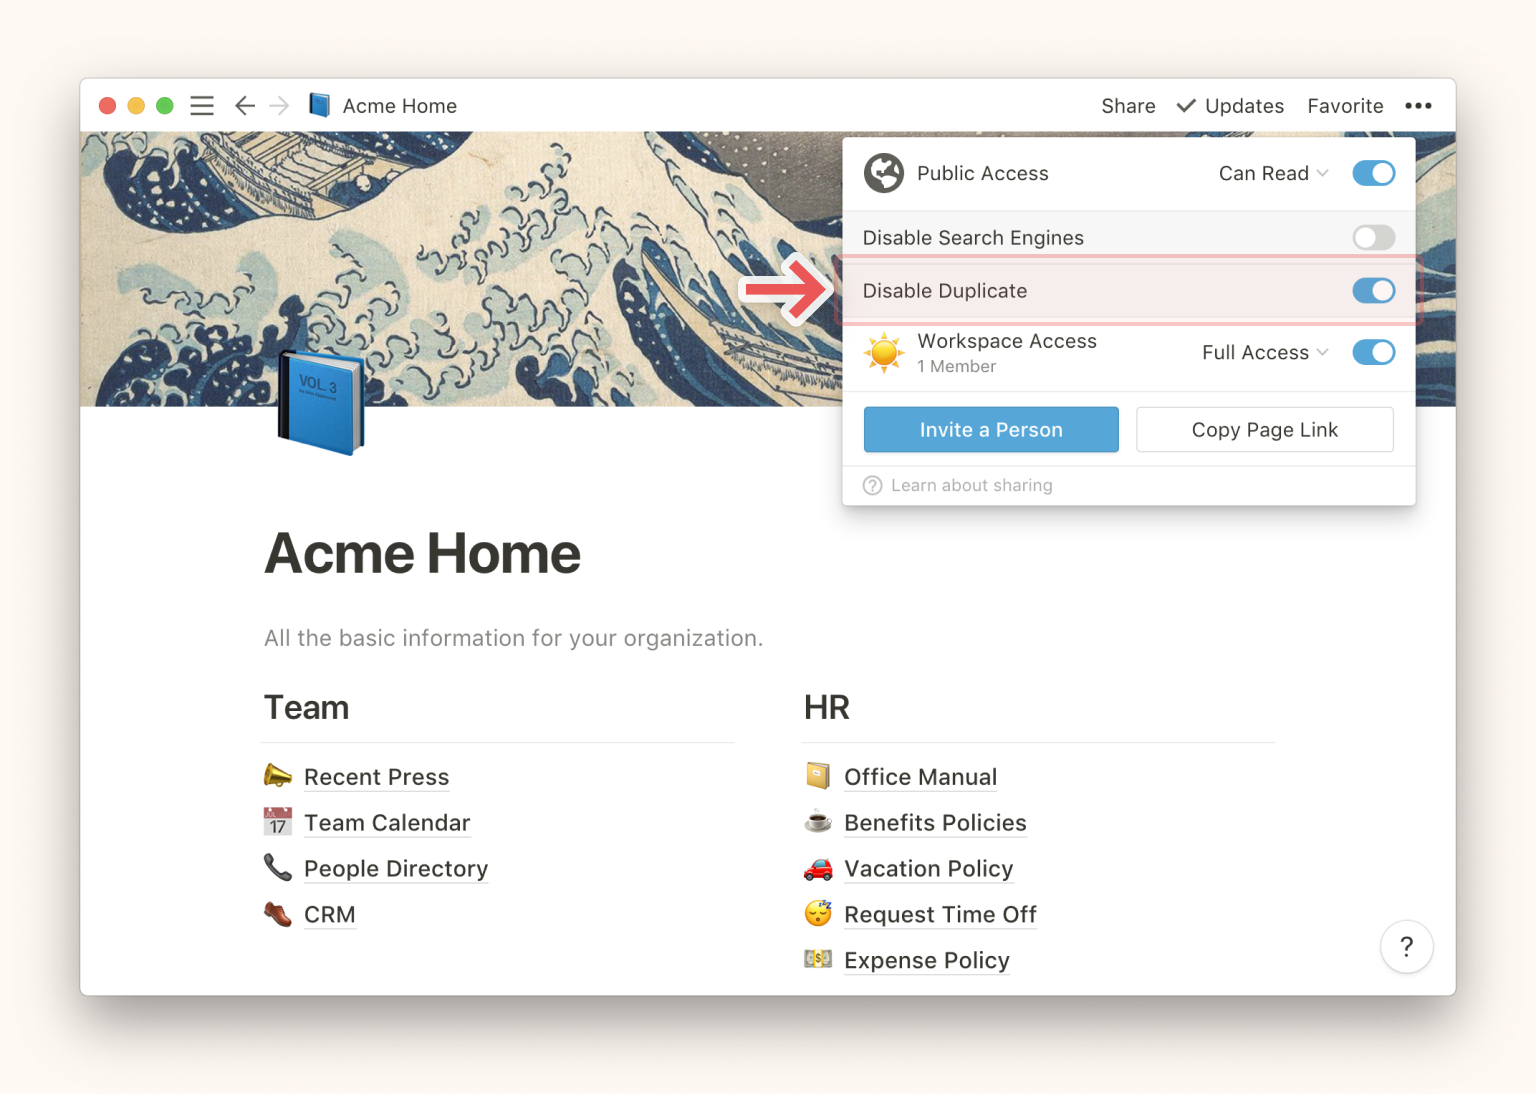 Acme Home
Share
Updates
Favorite
Public Access
Can Read
Disable Search Engines
Disable Duplicate
Workspace Access
1 Member
Full Access
Invite a Person
Copy Page Link
Learn about sharing
VOL. 3
Acme Home
All the basic information for your organization.
Team
Recent Press
JUL
17
Team Calendar
People Directory
CRM
HR
Office Manual
Benefits Policies
Vacation Policy
Request Time Off
Expense Policy
?